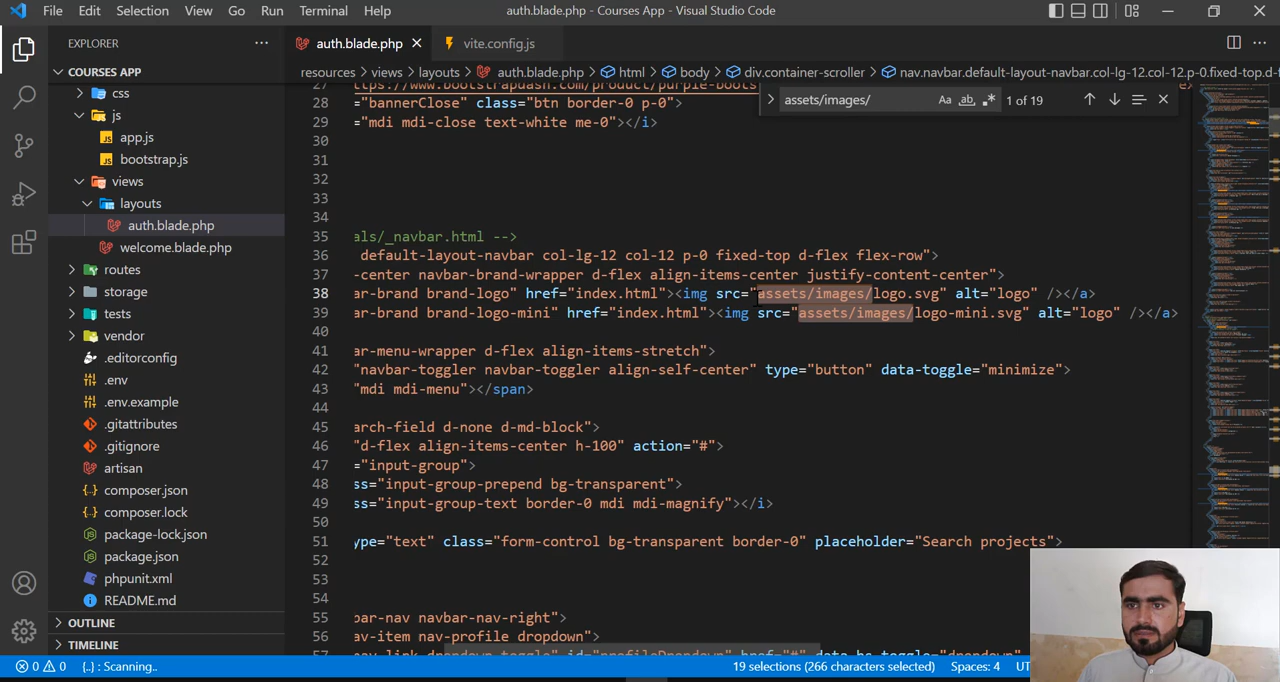 File Edit Selection View Go Run Terminal Help auth.blade.php - Courses App - Visual Studio Code
EXPLORER
COURSES APP
css
js
app.js
bootstrap.js
views
layouts
auth.blade.php
welcome.blade.php
routes
storage
tests
vendor
.editorconfig
.env
.env.example
.gitattributes
.gitignore
artisan
composer.json
composer.lock
package-lock.json
package.json
phpunit.xml
README.md
OUTLINE
TIMELINE
auth.blade.php vite.config.js
resources > views > layouts > auth.blade.php > html > body > div.container-scroller > nav.navbar.default-layout-navbar.col-lg-12.col-12.p-0.fixed-top.d-f
assets/images/ Aa ab 1 of 19
28 ="bannerClose" class="btn border-0 p-0">
29 ="mdi mdi-close text-white me-0"></i>
30
31
32
33
34
35 als/_navbar.html -->
36 default-layout-navbar col-lg-12 col-12 p-0 fixed-top d-flex flex-row">
37 -center navbar-brand-wrapper d-flex align-items-center justify-content-center">
38 ar-brand brand-logo" href="index.html"><img src="assets/images/logo.svg" alt="logo" /></a>
39 ar-brand brand-logo-mini" href="index.html"><img src="assets/images/logo-mini.svg" alt="logo" /></a>
40
41 ar-menu-wrapper d-flex align-items-stretch">
42 "navbar-toggler navbar-toggler align-self-center" type="button" data-toggle="minimize">
43 "mdi mdi-menu"></span>
44
45 arch-field d-none d-md-block">
46 "d-flex align-items-center h-100" action="#">
47 ="input-group">
48 ss="input-group-prepend bg-transparent">
49 ss="input-group-text border-0 mdi mdi-magnify"></i>
50
51 ype="text" class="form-control bg-transparent border-0" placeholder="Search projects">
52
53
54
55 bar-nav navbar-nav-right">
56 av-item nav-profile dropdown">
0 0 {..} : Scanning.. 19 selections (266 characters selected) Spaces: 4 UT